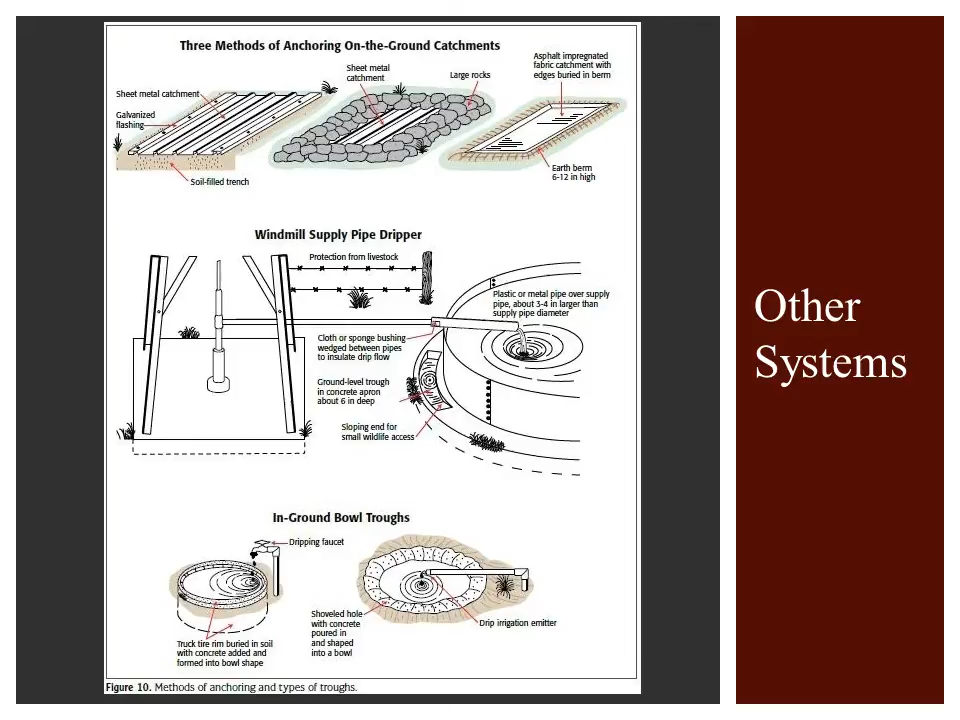 Three Methods of Anchoring On-the-Ground Catchments
Sheet metal catchment
Galvanized
flashing
Soil-filled trench
Sheet metal
catchment
Large rocks
Asphalt impregnated
fabric catchment with
edges buried in berm
Earth berm
6-12 in high
Windmill Supply Pipe Dripper
Protection from livestock
Plastic or metal pipe over supply
pipe, about 3-4 in larger than
supply pipe diameter
Cloth or sponge bushing
wedged between pipes
to insulate drip flow
Ground-level trough
in concrete apron
about 6 in deep
Sloping end for
small wildlife access
In-Ground Bowl Troughs
Dripping faucet
Truck tire rim buried in soil
with concrete added and
formed into bowl shape
Shoveled hole
with concrete
poured in
and shaped
into a bowl
Drip irrigation emitter
Figure 10. Methods of anchoring and types of troughs.
Other
Systems